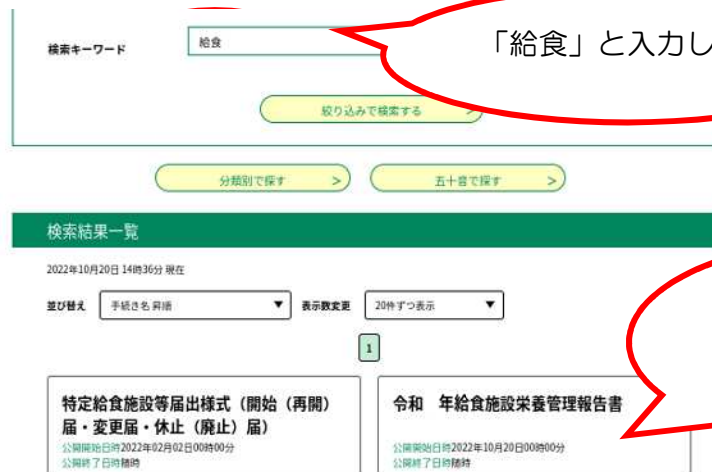 検索キーワード
給食
「給食」と入力し
絞り込みで検索する >
分類別で探す >
五十音で探す >
検索結果一覧
2022年10月20日 14時36分 現在
並び替え 手続き名 昇順 ▼ 表示数変更 20件ずつ表示 ▼
1
特定給食施設等届出様式（開始（再開）
届・変更届・休止（廃止）届）
公開開始日時2022年02月02日00時00分
公開終了日時随時
令和　年給食施設栄養管理報告書
公開開始日時2022年10月20日00時00分
公開終了日時随時